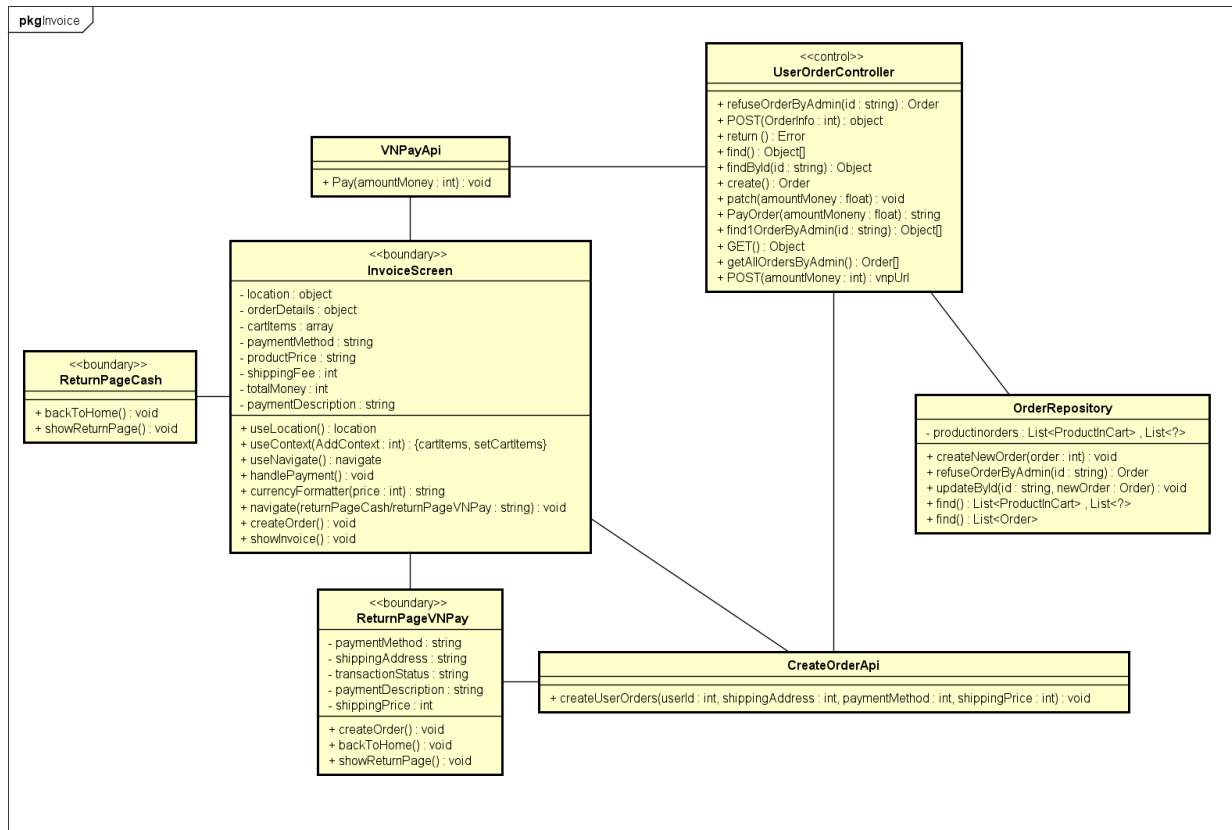 pkg Invoice
<<control>>
UserOrderController
+ refuseOrderByAdmin(id : string) : Order
+ POST(OrderInfo : int) : object
+ return () : Error
+ find() : Object[]
+ findById(id : string) : Object
+ create() : Order
+ patch(amountMoney : float) : void
+ PayOrder(amountMoneny : float) : string
+ find1OrderByAdmin(id : string) : Object[]
+ GET() : Object
+ getAllOrdersByAdmin() : Order[]
+ POST(amountMoney : int) : vnpUrl
VNPayApi
+ Pay(amountMoney : int) : void
<<boundary>>
InvoiceScreen
- location : object
- orderDetails : object
- cartItems : array
- paymentMethod : string
- productPrice : string
- shippingFee : int
- totalMoney : int
- paymentDescription : string
+ useLocation() : location
+ useContext(AddContext : int) : {cartItems, setCartItems}
+ useNavigate() : navigate
+ handlePayment() : void
+ currencyFormatter(price : int) : string
+ navigate(returnPageCash/returnPageVNPay : string) : void
+ createOrder() : void
+ showInvoice() : void
<<boundary>>
ReturnPageCash
+ backToHome() : void
+ showReturnPage() : void
OrderRepository
- productinorders : List<ProductInCart> , List<?>
+ createNewOrder(order : int) : void
+ refuseOrderByAdmin(id : string) : Order
+ updateById(id : string, newOrder : Order) : void
+ find() : List<ProductInCart> , List<?>
+ find() : List<Order>
<<boundary>>
ReturnPageVNPay
- paymentMethod : string
- shippingAddress : string
- transactionStatus : string
- paymentDescription : string
- shippingPrice : int
+ createOrder() : void
+ backToHome() : void
+ showReturnPage() : void
CreateOrderApi
+ createUserOrders(userId : int, shippingAddress : int, paymentMethod : int, shippingPrice : int) : void